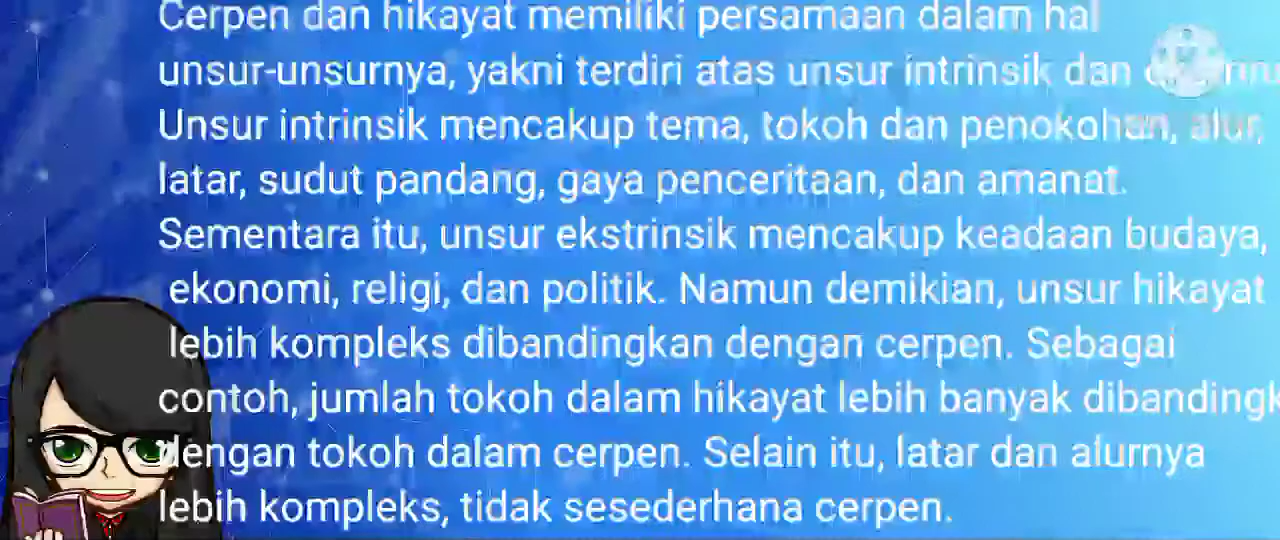 Cerpen dan hikayat memiliki persamaan dalam hal
unsur-unsurnya, yakni terdiri atas unsur intrinsik dan
Unsur intrinsik mencakup tema, tokoh dan penokohan, alur,
latar, sudut pandang, gaya penceritaan, dan amanat.
Sementara itu, unsur ekstrinsik mencakup keadaan budaya,
ekonomi, religi, dan politik. Namun demikian, unsur hikayat
lebih kompleks dibandingkan dengan cerpen. Sebagai
contoh, jumlah tokoh dalam hikayat lebih banyak dibandingk
dengan tokoh dalam cerpen. Selain itu, latar dan alurnya
lebih kompleks, tidak sesederhana cerpen.